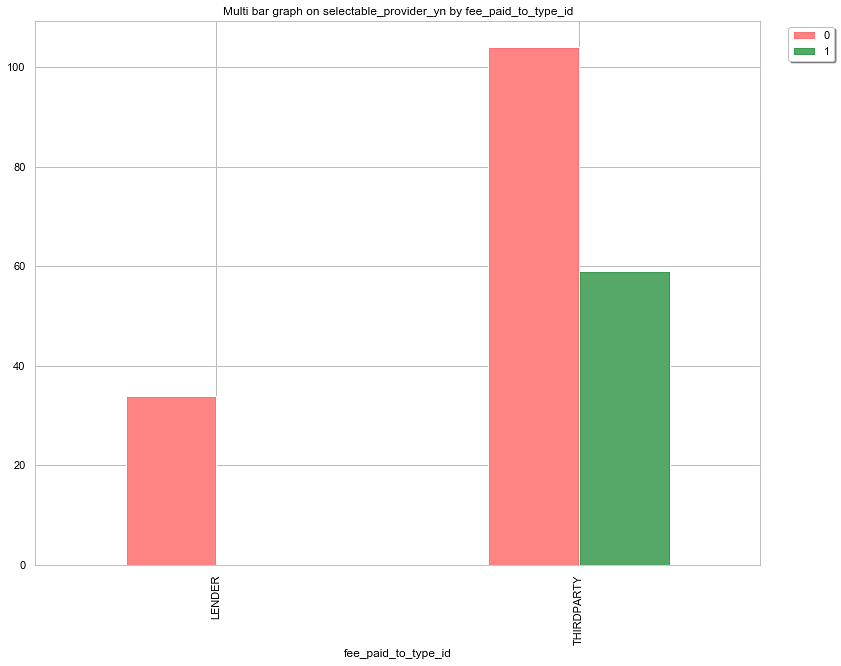 Multi bar graph on selectable_provider_yn by fee_paid_to_type_id
0
1
100
80
60
40
20
0
LENDER
THIRDPARTY
fee_paid_to_type_id